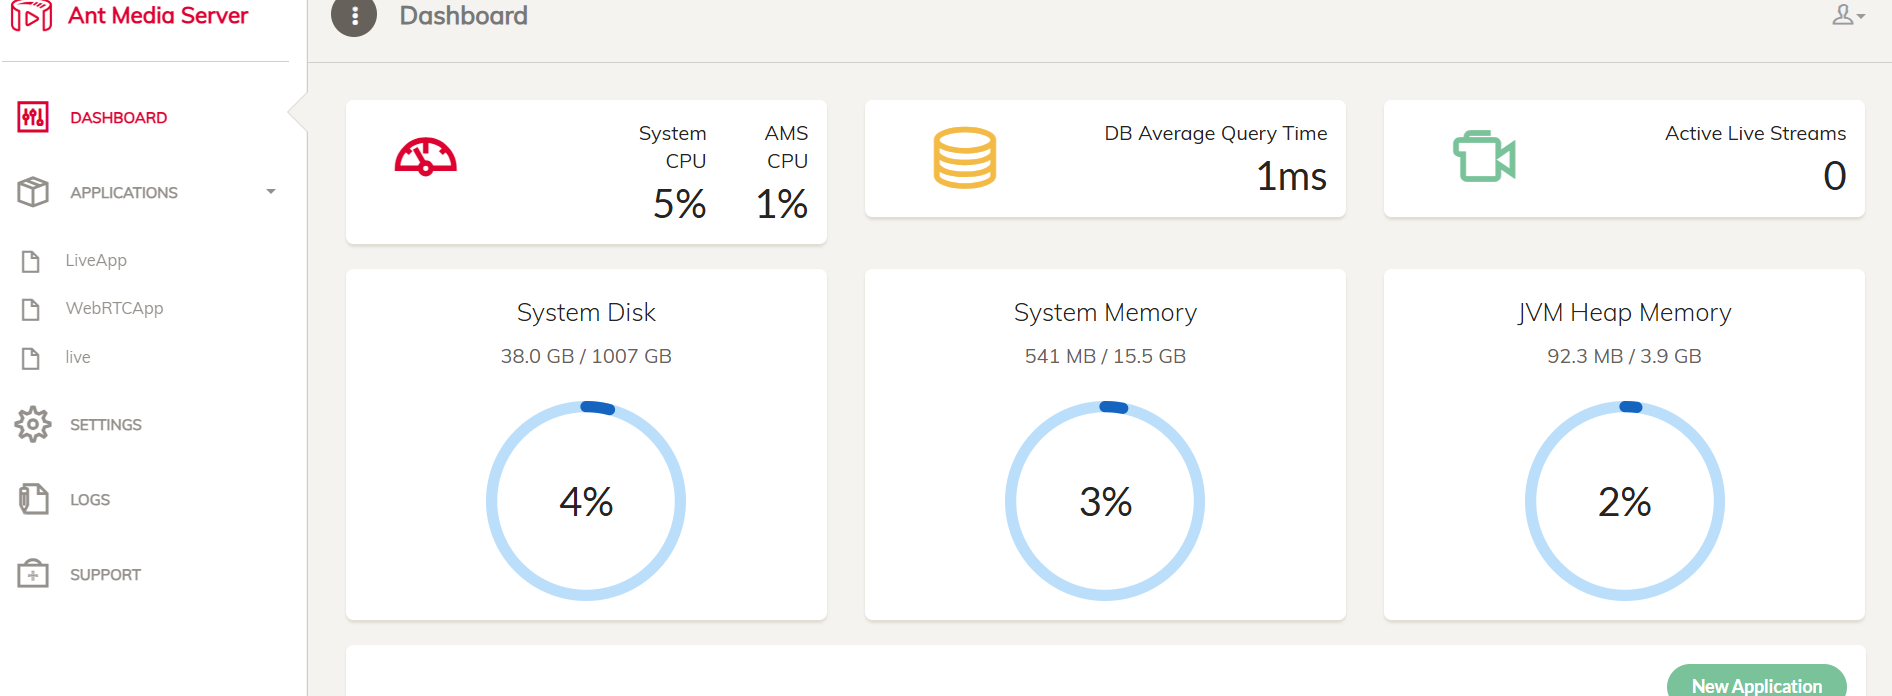 Ant Media Server
Dashboard
DASHBOARD
APPLICATIONS
LiveApp
WebRTCApp
live
SETTINGS
LOGS
SUPPORT
System
CPU
5%
AMS
CPU
1%
DB Average Query Time
1ms
Active Live Streams
0
System Disk
38.0 GB / 1007 GB
4%
System Memory
541 MB / 15.5 GB
3%
JVM Heap Memory
92.3 MB / 3.9 GB
2%
New Application